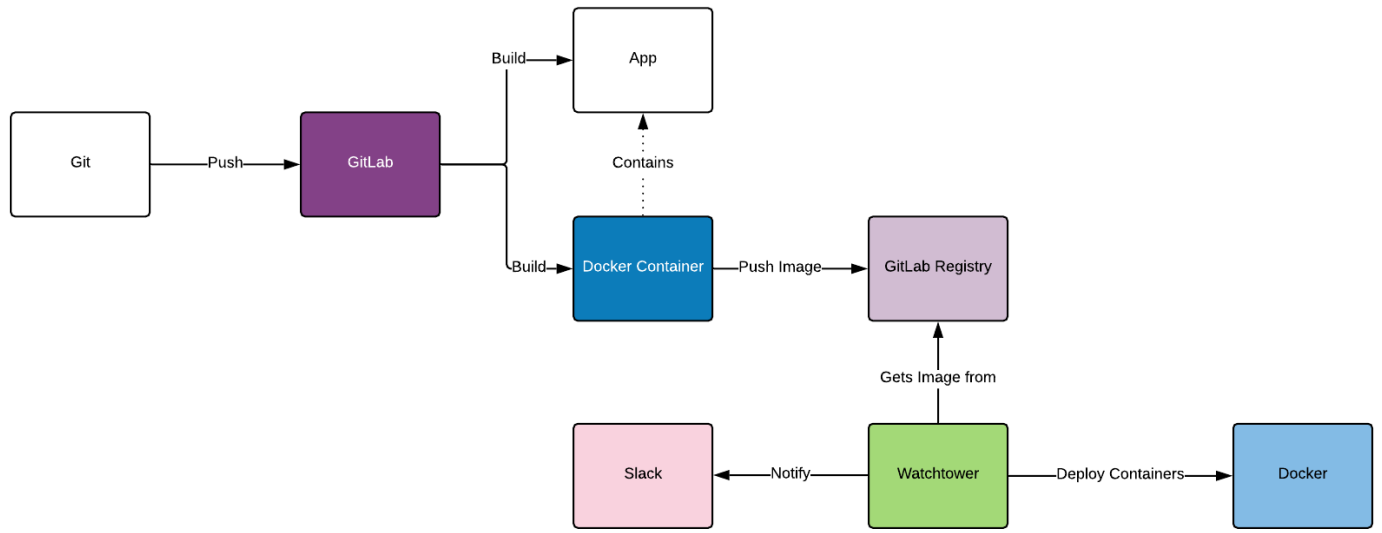 Build
App
Git
Push
GitLab
Contains
Build
Docker Container
Push Image
GitLab Registry
Gets Image from
Slack
Notify
Watchtower
Deploy Containers
Docker